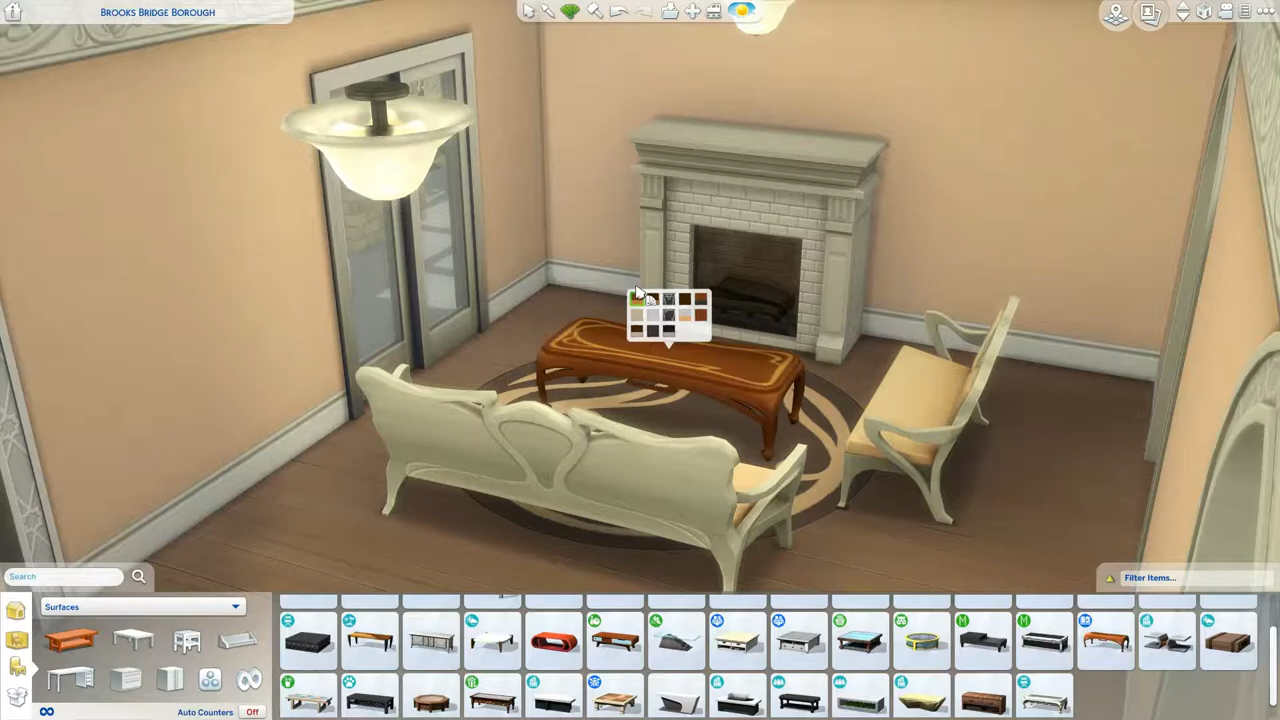 BROOKS BRIDGE BOROUGH
Search
Filter Items...
Surfaces
Auto Counters Off